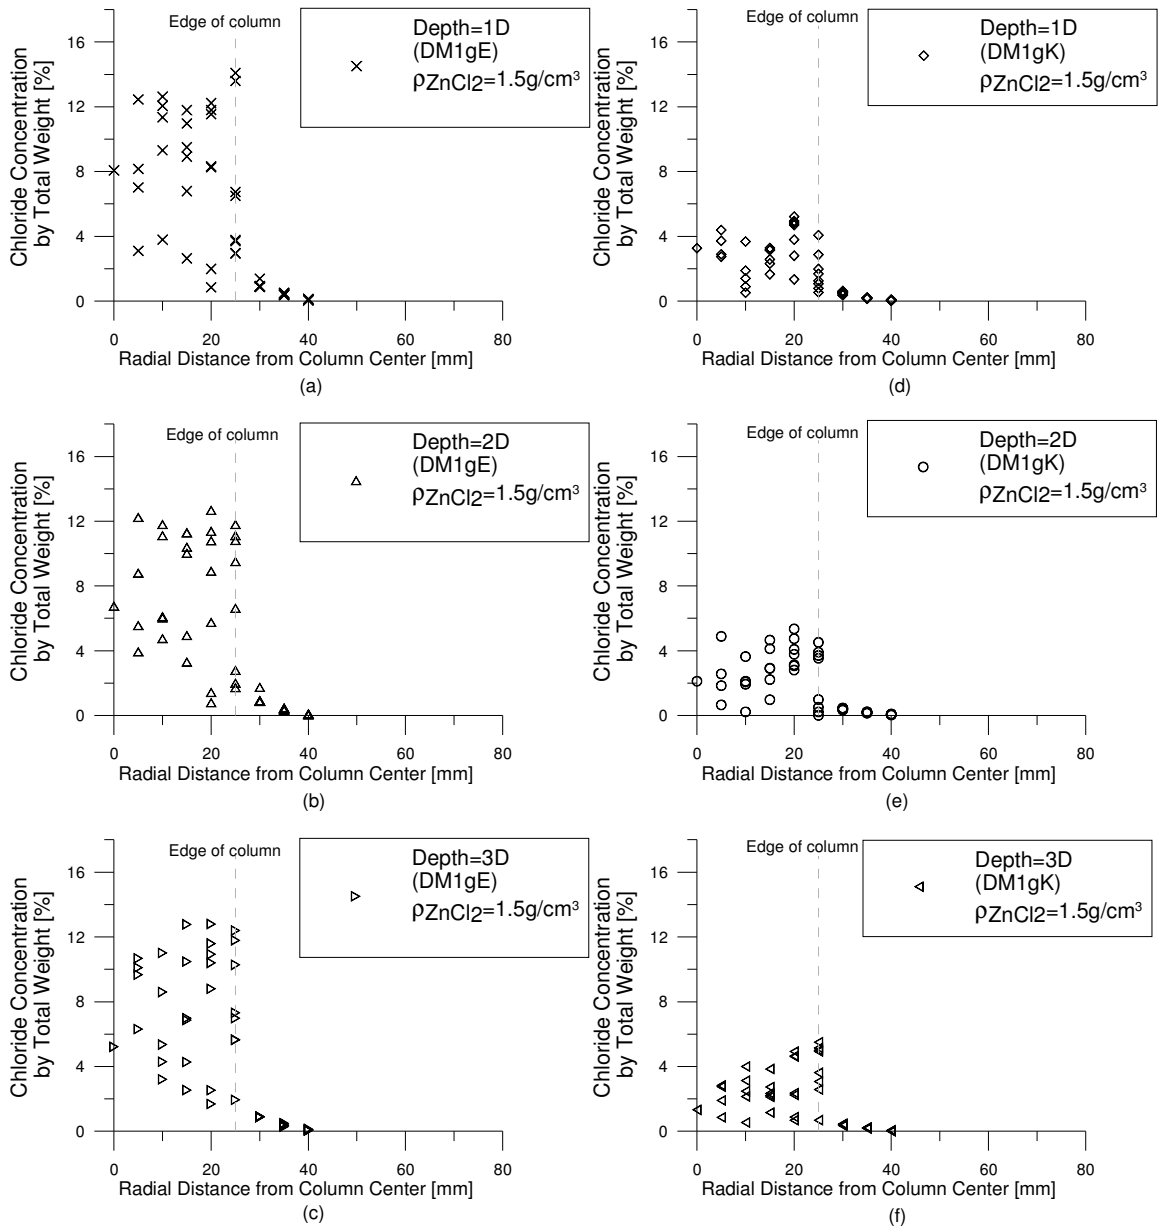 Edge of column
Depth=1D
(DM1gE)
ρZnCl2=1.5g/cm³
Chloride Concentration
by Total Weight [%]
16
12
8
4
0
0 20 40 60 80
Radial Distance from Column Center [mm]
(a)
Edge of column
Depth=1D
(DM1gK)
ρZnCl2=1.5g/cm³
Chloride Concentration
by Total Weight [%]
16
12
8
4
0
0 20 40 60 80
Radial Distance from Column Center [mm]
(d)
Edge of column
Depth=2D
(DM1gE)
ρZnCl2=1.5g/cm³
Chloride Concentration
by Total Weight [%]
16
12
8
4
0
0 20 40 60 80
Radial Distance from Column Center [mm]
(b)
Edge of column
Depth=2D
(DM1gK)
ρZnCl2=1.5g/cm³
Chloride Concentration
by Total Weight [%]
16
12
8
4
0
0 20 40 60 80
Radial Distance from Column Center [mm]
(e)
Edge of column
Depth=3D
(DM1gE)
ρZnCl2=1.5g/cm³
Chloride Concentration
by Total Weight [%]
16
12
8
4
0
0 20 40 60 80
Radial Distance from Column Center [mm]
(c)
Edge of column
Depth=3D
(DM1gK)
ρZnCl2=1.5g/cm³
Chloride Concentration
by Total Weight [%]
16
12
8
4
0
0 20 40 60 80
Radial Distance from Column Center [mm]
(f)